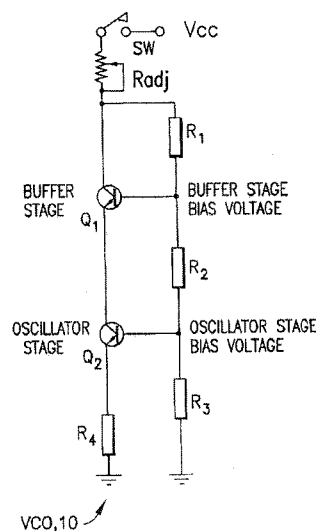 Vcc
SW
Radj
R1
BUFFER STAGE
BUFFER STAGE BIAS VOLTAGE
Q1
R2
OSCILLATOR STAGE
OSCILLATOR STAGE BIAS VOLTAGE
Q2
R3
R4
VCO,10